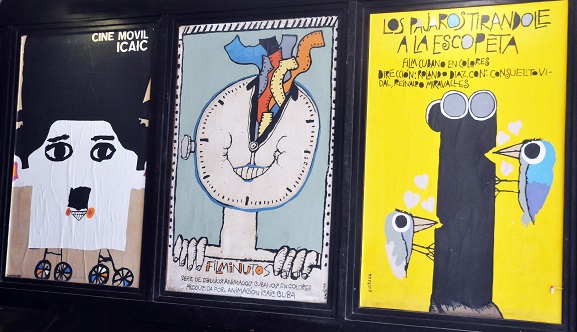 CINE MOVIL
ICAIC
FILMINUTOS
SERIE DE DIBUJOS ANIMADOS CUBANOS EN COLORES
PRODUCIDA POR ANIMACION ICAIC CUBA
LOS PAJAROS TIRANDOLE
A LA ESCOPETA
FILM CUBANO EN COLORES
DIRECCION: ROLANDO DIAZ, CON: CONSUELITO VI-
DAL, REINALDO MIRAVALLES